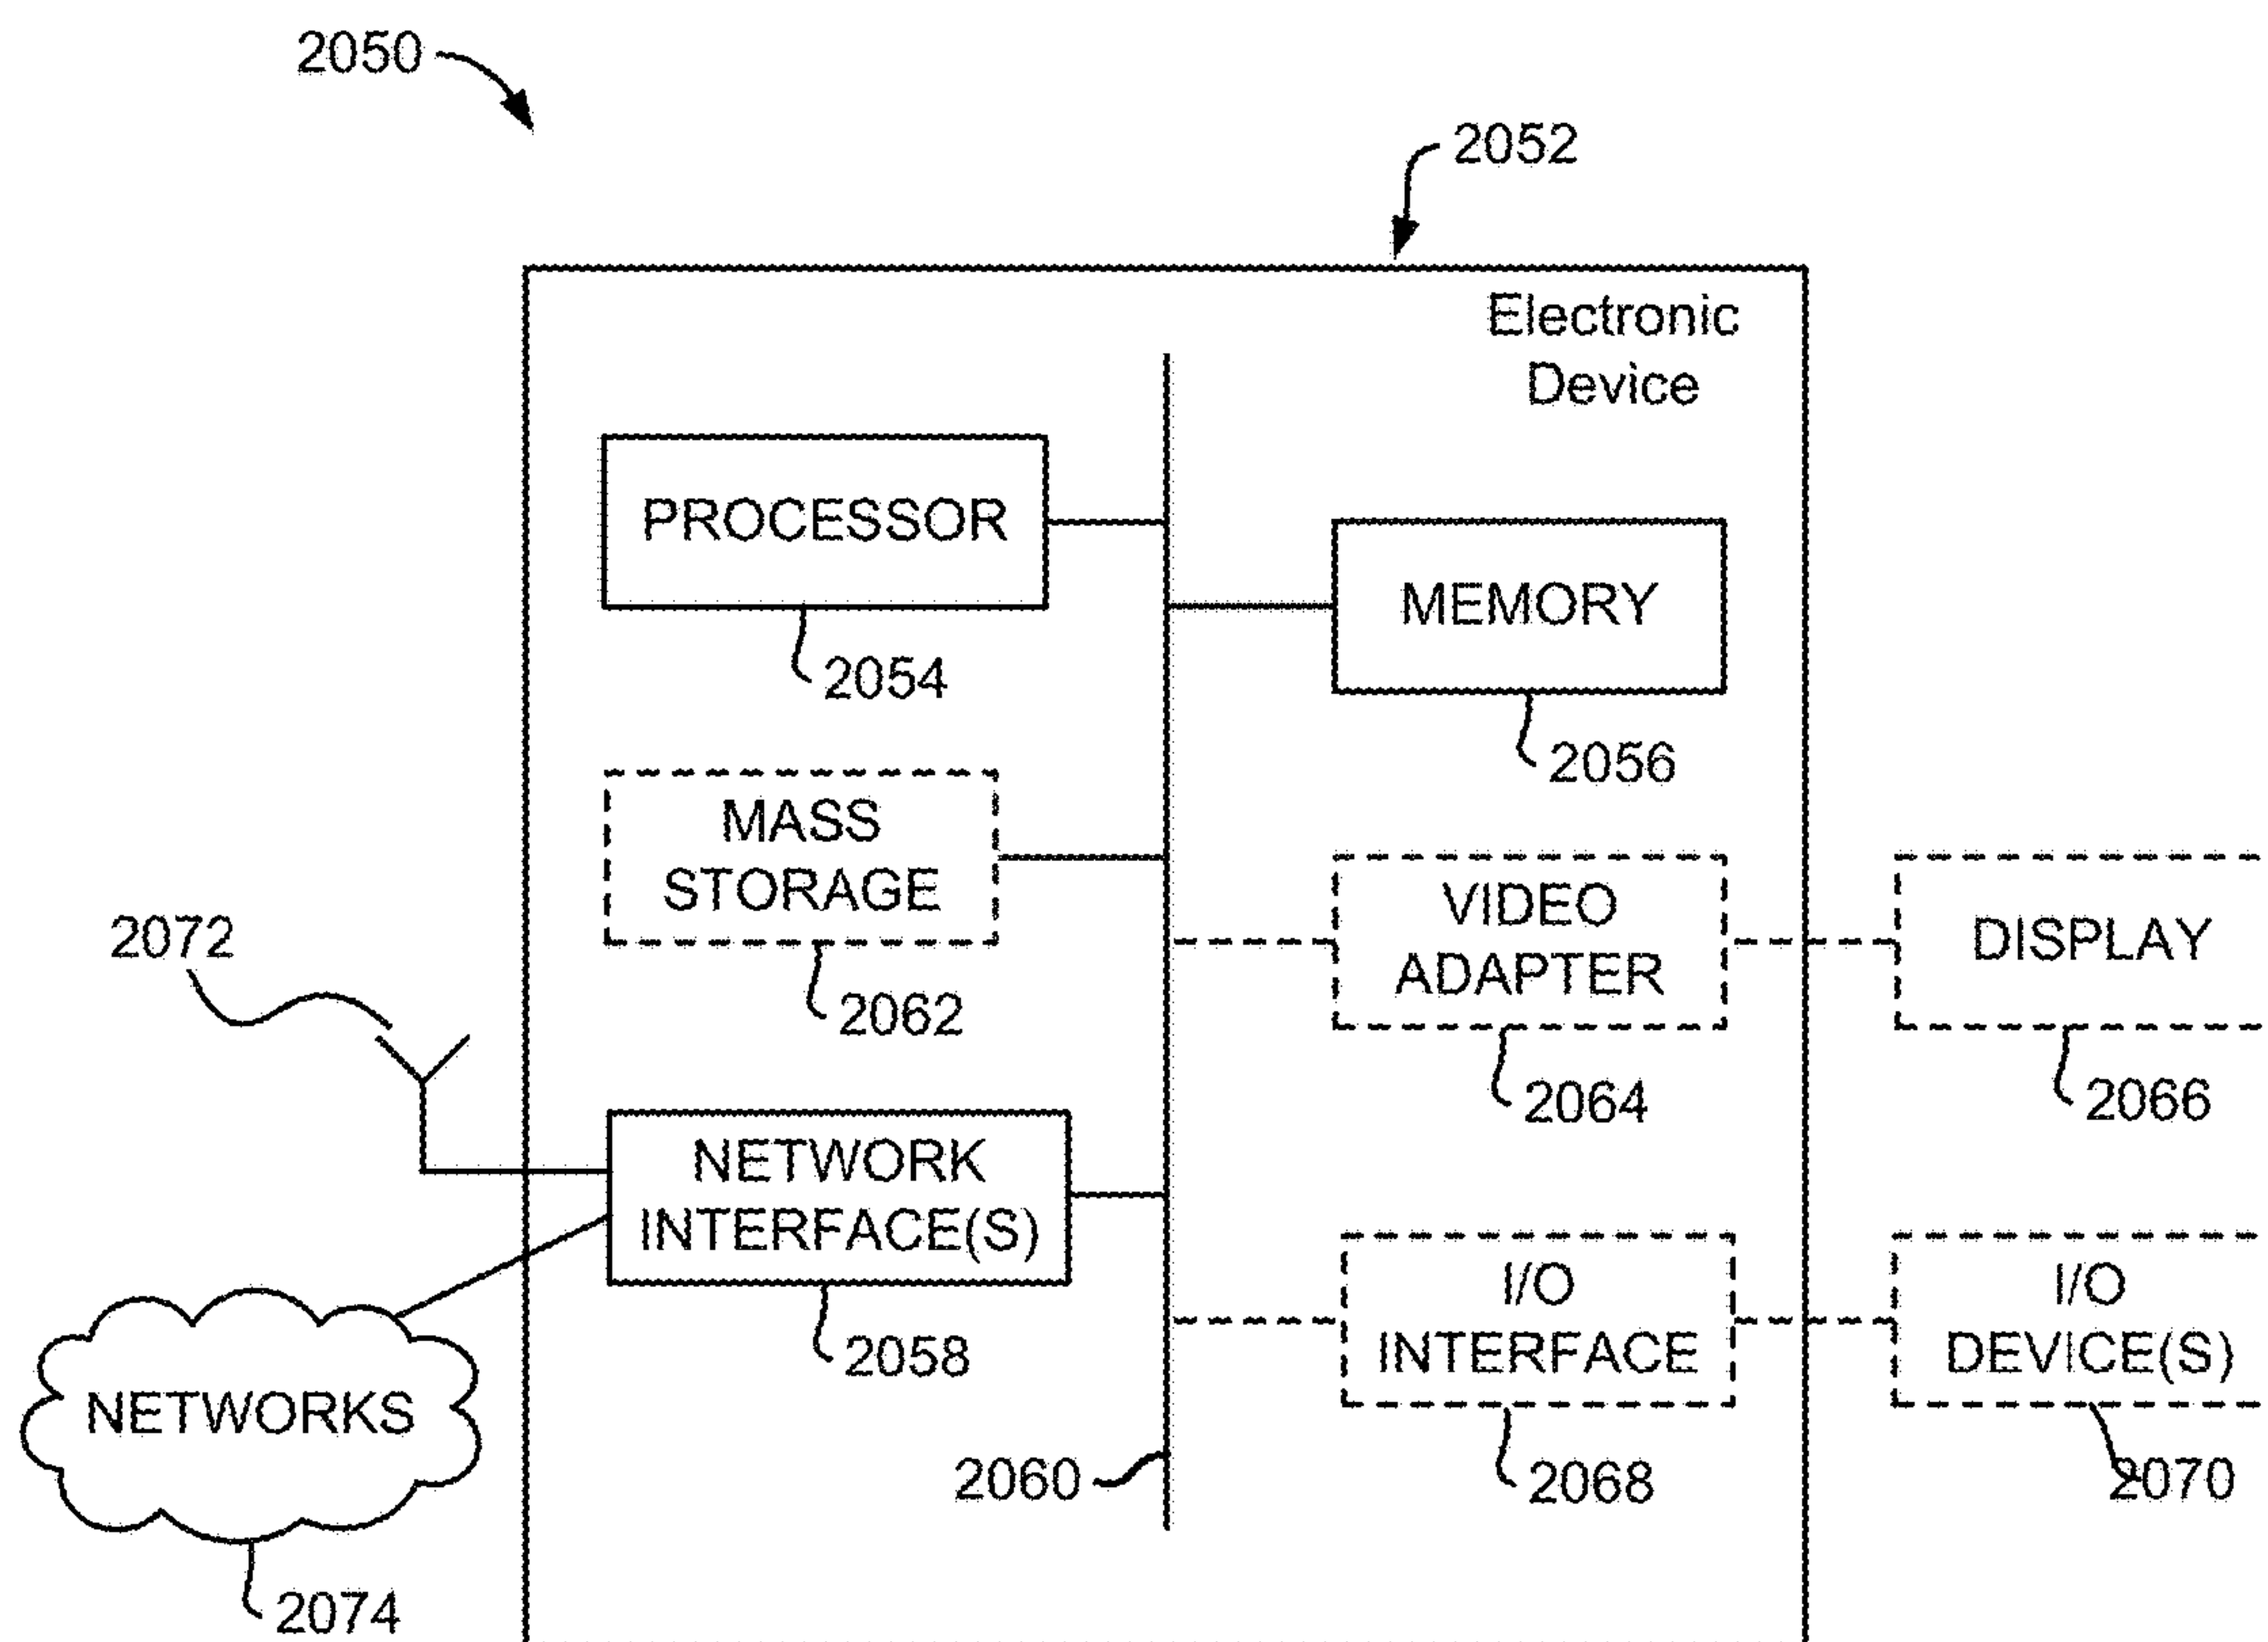 2050
2052
Electronic
Device
PROCESSOR
2054
MEMORY
2056
MASS
STORAGE
2062
VIDEO
ADAPTER
2064
DISPLAY
2066
2072
NETWORK
INTERFACE(S)
2058
I/O
INTERFACE
2068
I/O
DEVICE(S)
2070
NETWORKS
2074
2060